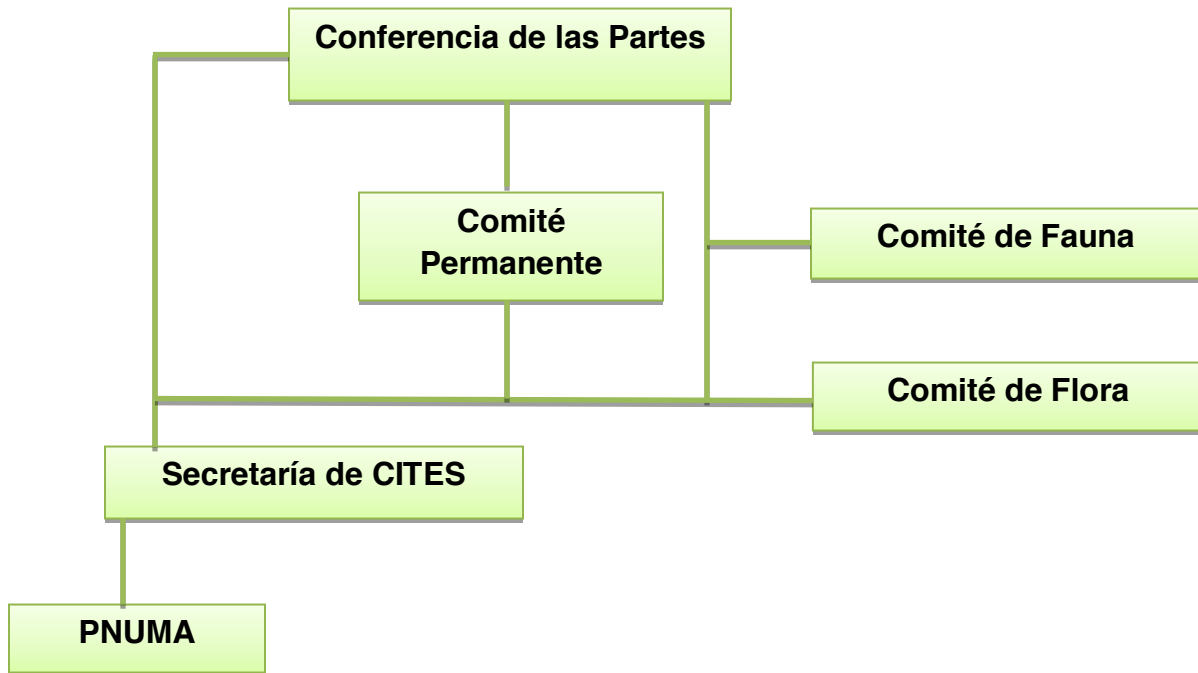 Conferencia de las Partes
Comité
Permanente
Comité de Fauna
Comité de Flora
Secretaría de CITES
PNUMA